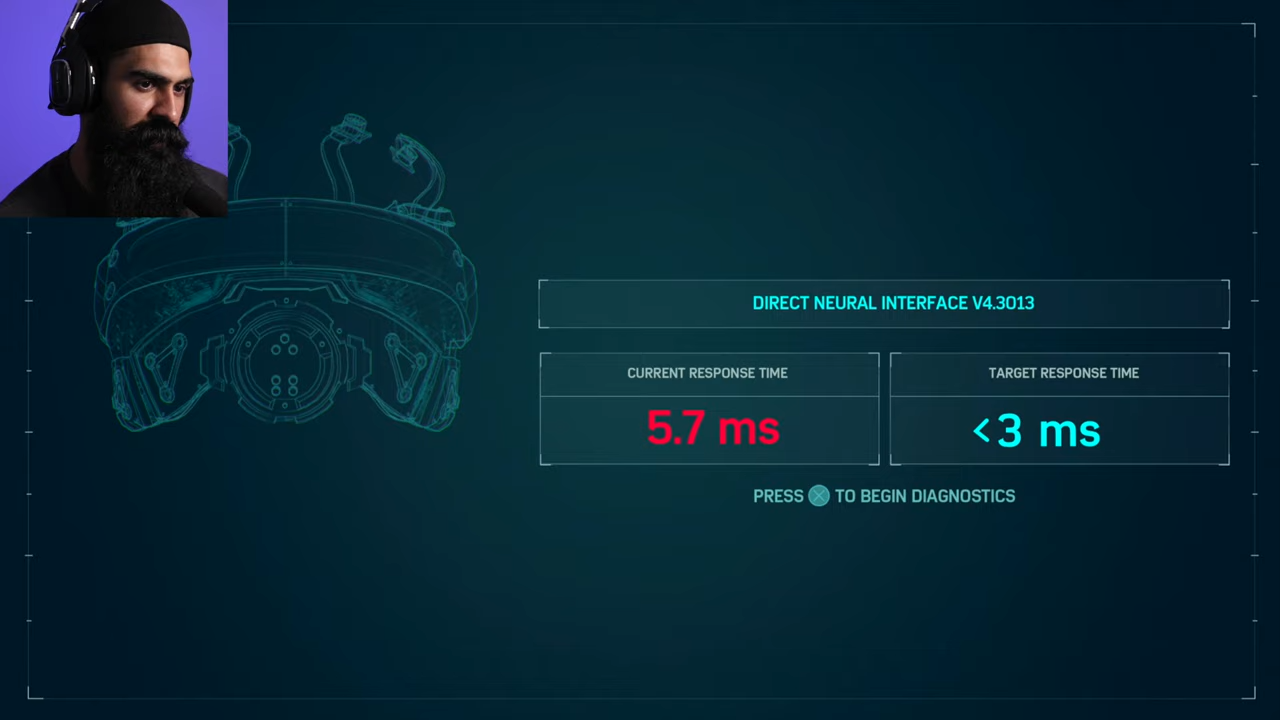 DIRECT NEURAL INTERFACE V4.3013
CURRENT RESPONSE TIME
5.7 ms
TARGET RESPONSE TIME
<3 ms
PRESS TO BEGIN DIAGNOSTICS